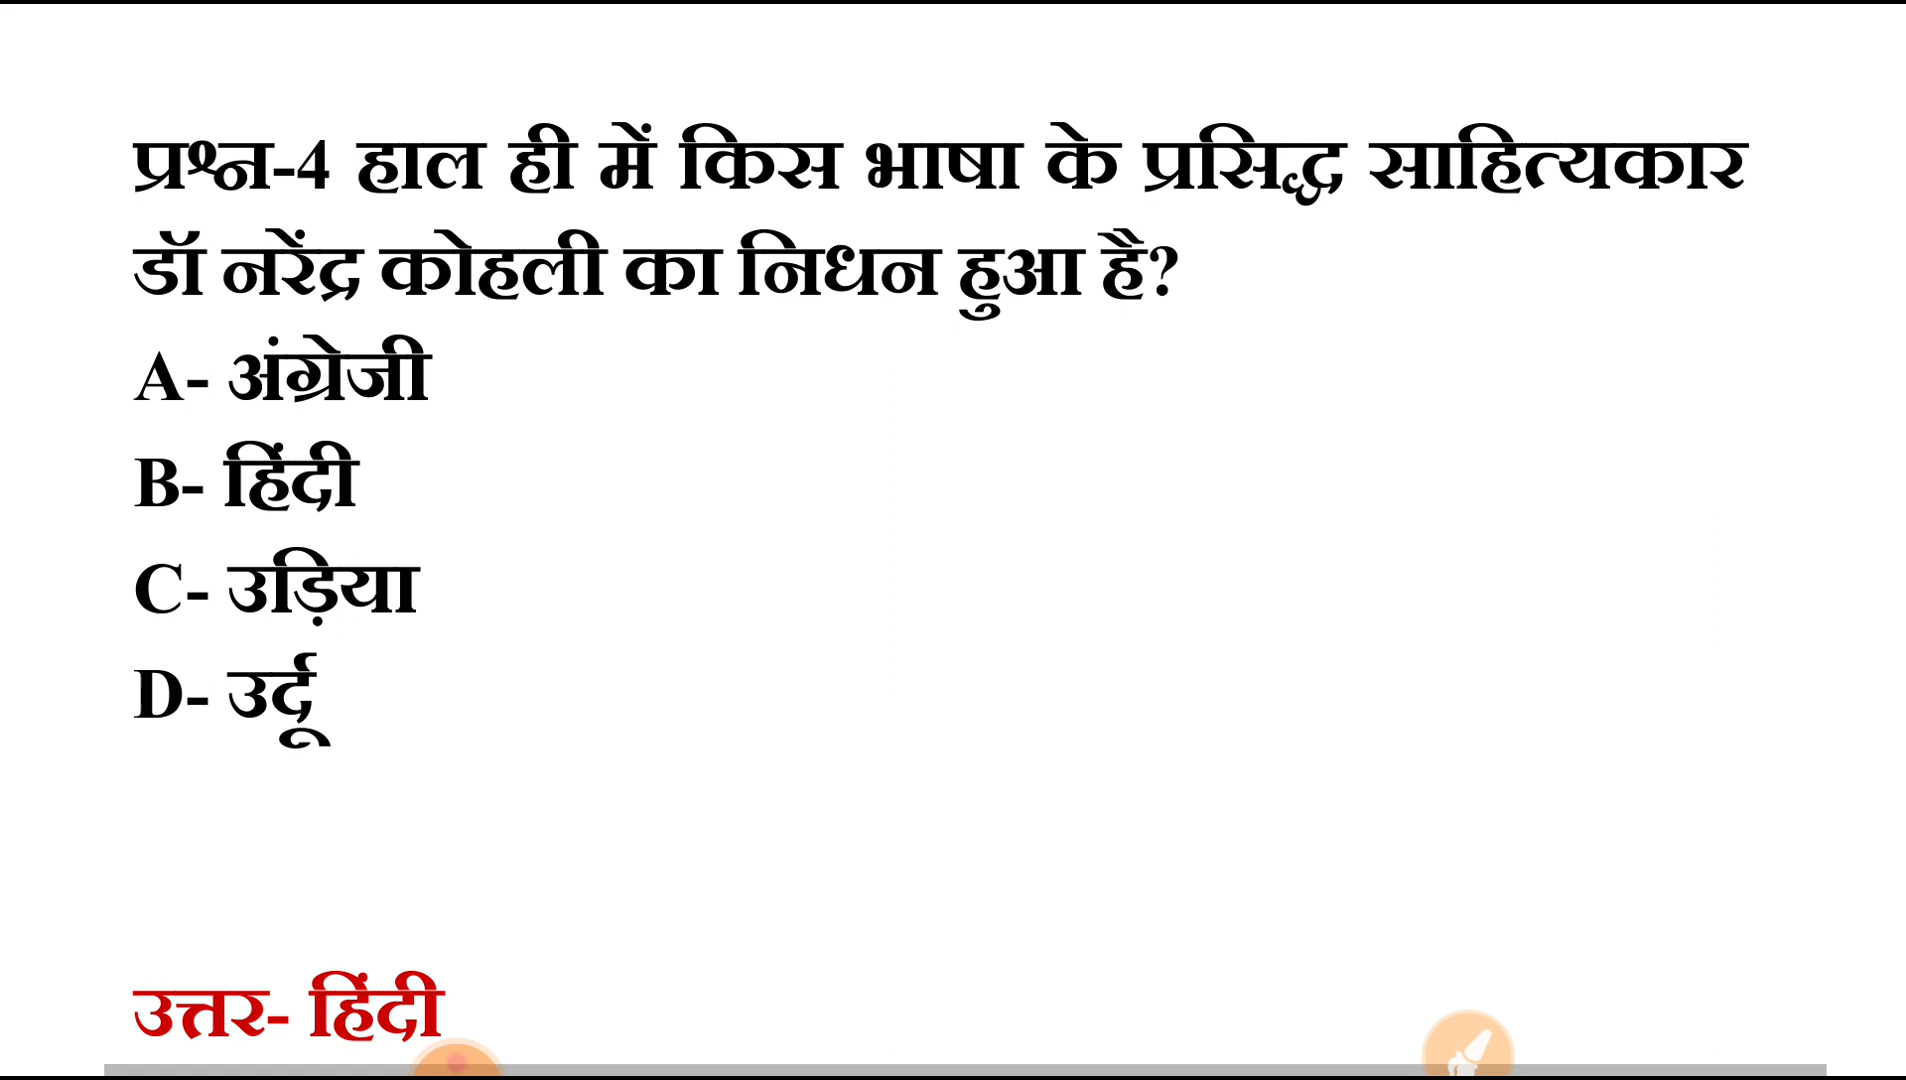 प्रश्न-4 हाल ही में किस भाषा के प्रसिद्ध साहित्यकार
डॉ नरेंद्र कोहली का निधन हुआ है?
A- अंग्रेजी
B- हिंदी
C- उड़िया
D- उर्दू
उत्तर- हिंदी